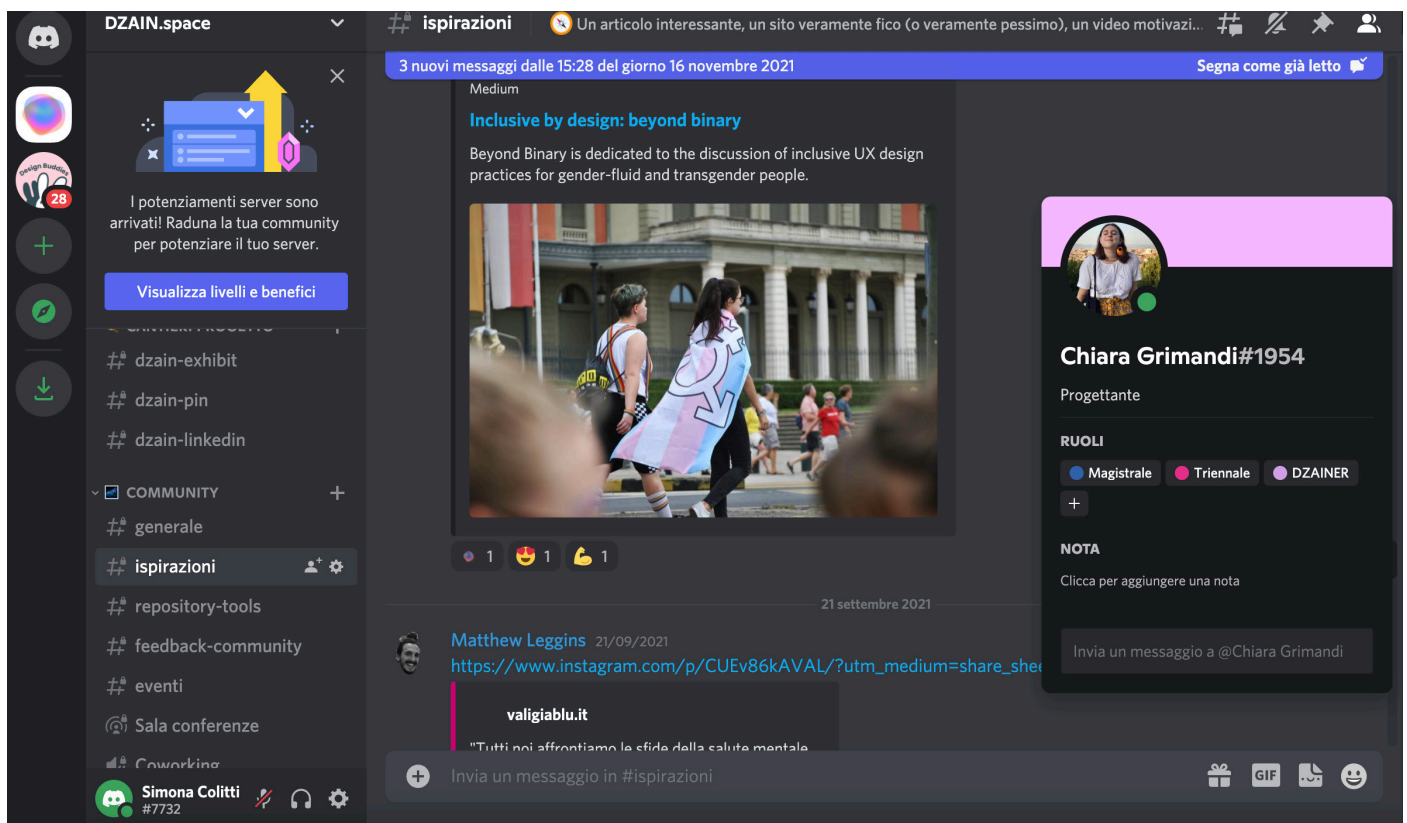 DZAIN.space
I potenziamenti server sono
arrivati! Raduna la tua community
per potenziare il tuo server.
Visualizza livelli e benefici
dzain-exhibit
dzain-pin
dzain-linkedin
COMMUNITY
generale
ispirazioni
repository-tools
feedback-community
eventi
Sala conferenze
Coworking
Simona Colitti
#7732
Design Buddies
28
ispirazioni
Un articolo interessante, un sito veramente fico (o veramente pessimo), un video motivazi...
3 nuovi messaggi dalle 15:28 del giorno 16 novembre 2021
Segna come già letto
Medium
Inclusive by design: beyond binary
Beyond Binary is dedicated to the discussion of inclusive UX design
practices for gender-fluid and transgender people.
1 1 1
21 settembre 2021
Matthew Leggins 21/09/2021
https://www.instagram.com/p/CUEv86kAVAL/?utm_medium=share_shee
valigiablu.it
"Tutti noi affrontiamo le sfide della salute mentale
Invia un messaggio in #ispirazioni
GIF
Chiara Grimandi#1954
Progettante
RUOLI
Magistrale Triennale DZAINER
+
NOTA
Clicca per aggiungere una nota
Invia un messaggio a @Chiara Grimandi